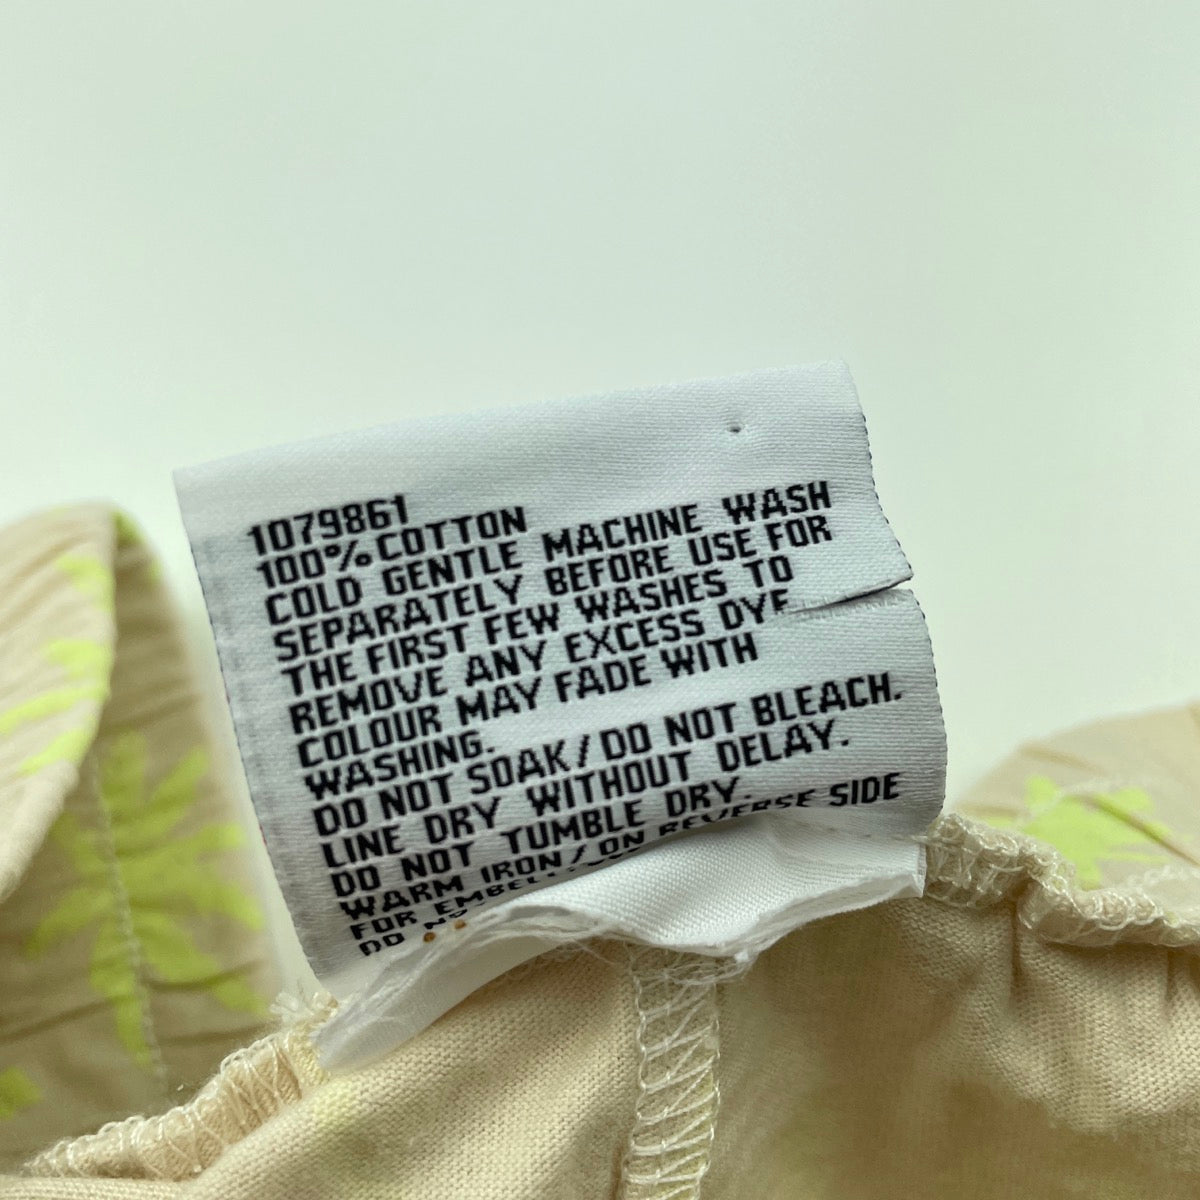 1079861
100% COTTON
COLD GENTLE MACHINE WASH
SEPARATELY BEFORE USE FOR
THE FIRST FEW WASHES TO
REMOVE ANY EXCESS DYE
COLOUR MAY FADE WITH
WASHING.
DO NOT SOAK/DO NOT BLEACH.
LINE DRY WITHOUT DELAY.
DO NOT TUMBLE DRY.
WARM IRON/ON REVERSE SIDE
FOR
DO